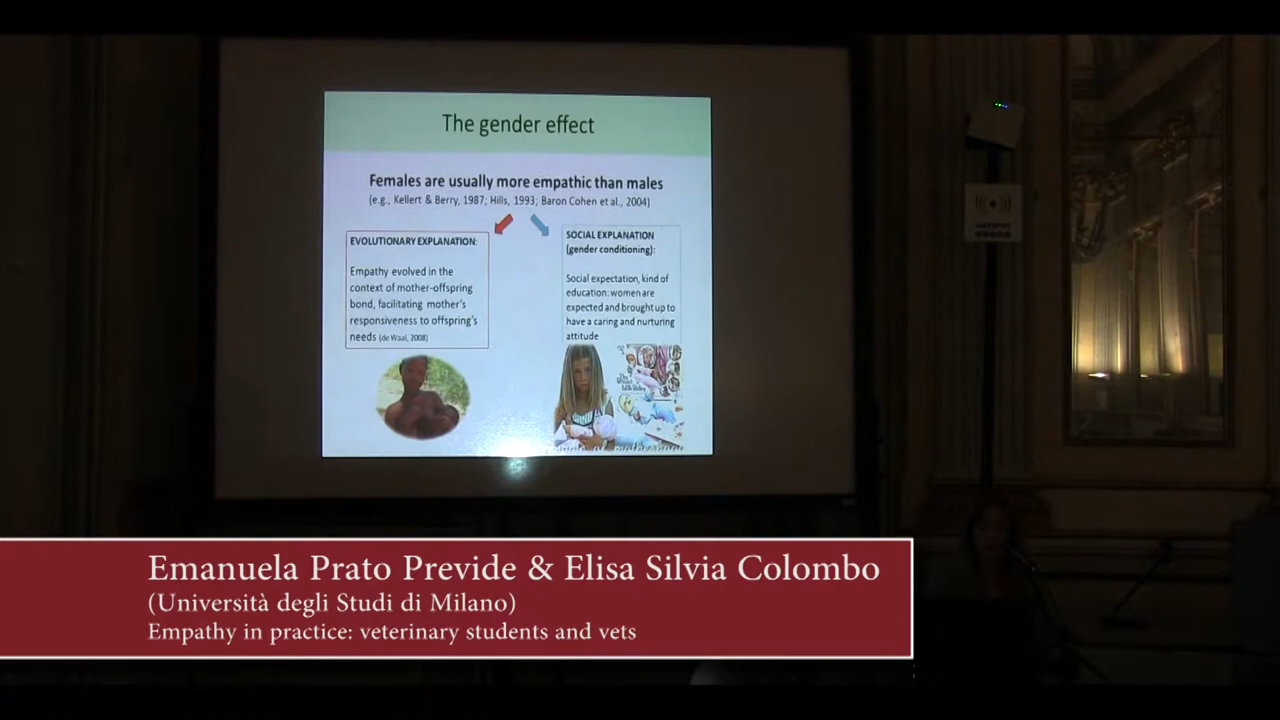 The gender effect
Females are usually more empathic than males
(e.g., Kellert & Berry, 1987; Hills, 1993; Baron Cohen et al., 2004)
EVOLUTIONARY EXPLANATION:
Empathy evolved in the
context of mother-offspring
bond, facilitating mother's
responsiveness to offspring's
needs (de Waal, 2008)
SOCIAL EXPLANATION
(gender conditioning):
Social expectation, kind of
education: women are
expected and brought up to
have a caring and nurturing
attitude
Emanuela Prato Previde & Elisa Silvia Colombo
(Università degli Studi di Milano)
Empathy in practice: veterinary students and vets